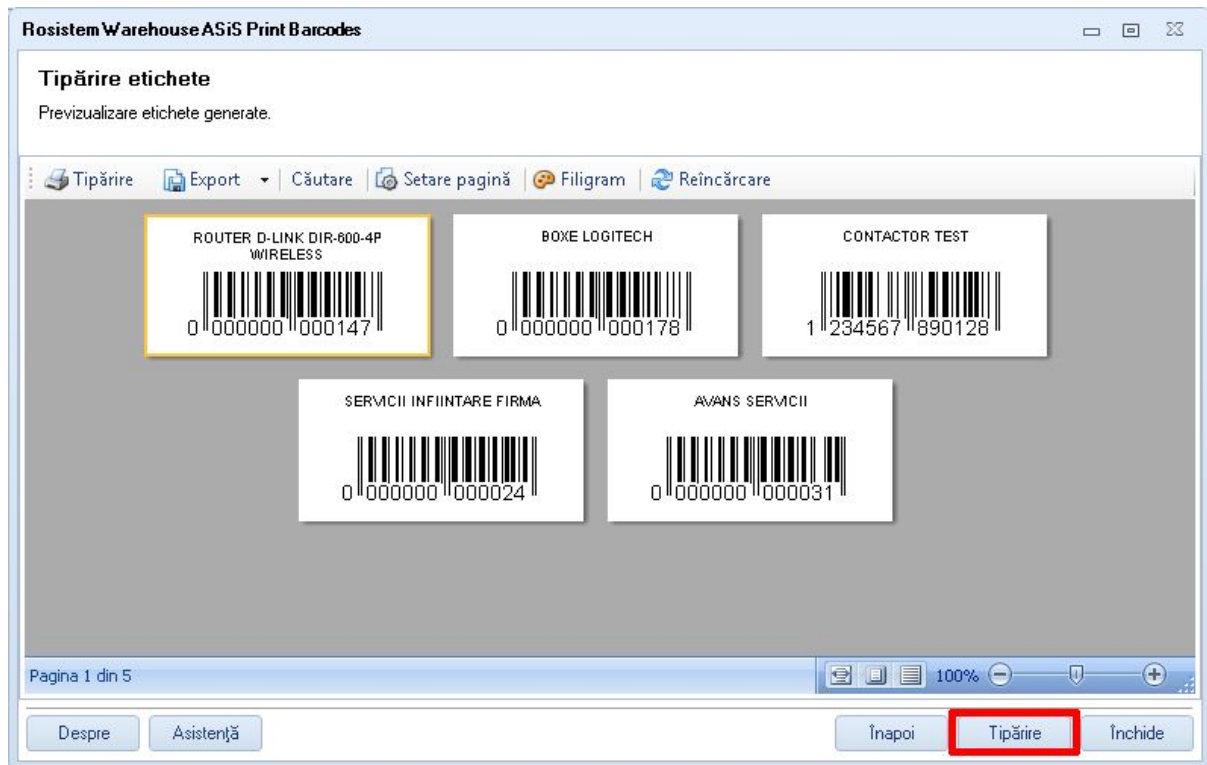 Rosistem Warehouse ASiS Print Barcodes
Tipărire etichete
Previzualizare etichete generate.
Tipărire Export Căutare Setare pagină Filigram Reîncărcare
ROUTER D-LINK DIR-600-4P
WIRELESS
0 000000 000147
BOXE LOGITECH
0 000000 000178
CONTACTOR TEST
1 234567 890128
SERVICII INFIINTARE FIRMA
0 000000 000024
AVANS SERVICII
0 000000 000031
Pagina 1 din 5
100%
Despre Asistenţă Înapoi Tipărire Închide